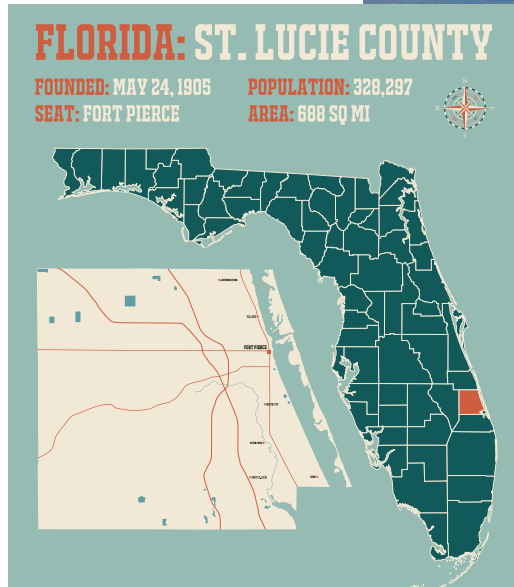 FLORIDA: ST. LUCIE COUNTY
FOUNDED: MAY 24, 1905
POPULATION: 328,297
SEAT: FORT PIERCE
AREA: 688 SQ MI
N
FORT PIERCE